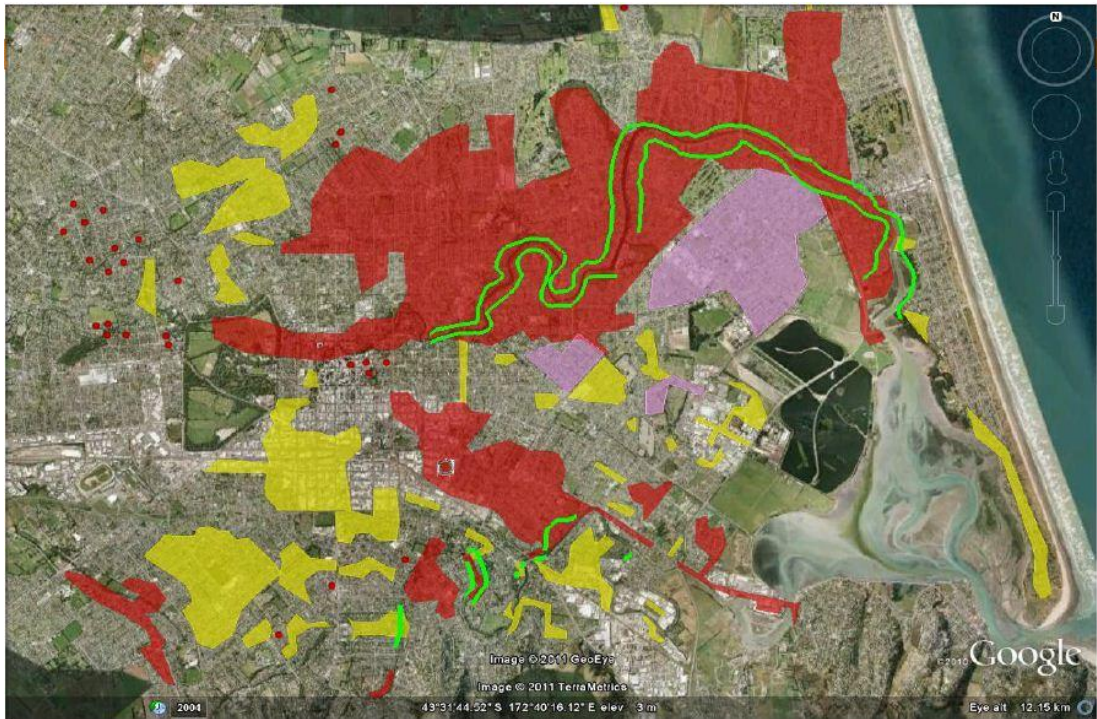 N
Image © 2011 GeoEye
© 2010 Google
Image © 2011 TerraMetrics
2004
43°31'44.52" S 172°40'16.12" E elev 3 m
Eye alt 12.15 km